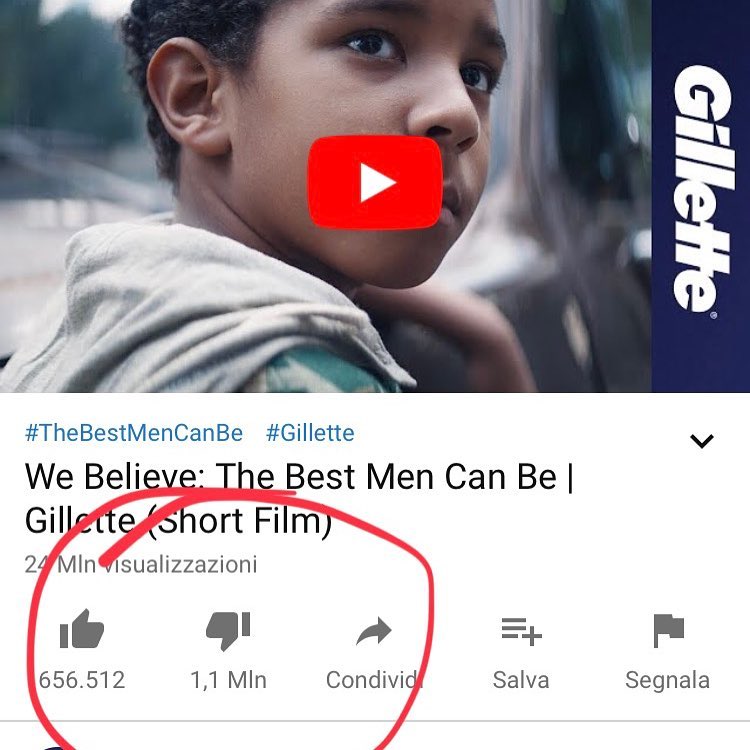 Gillette®
#TheBestMenCanBe #Gillette
We Believe: The Best Men Can Be |
Gillette (Short Film)
24 Mln visualizzazioni
656.512 1,1 Mln Condividi Salva Segnala